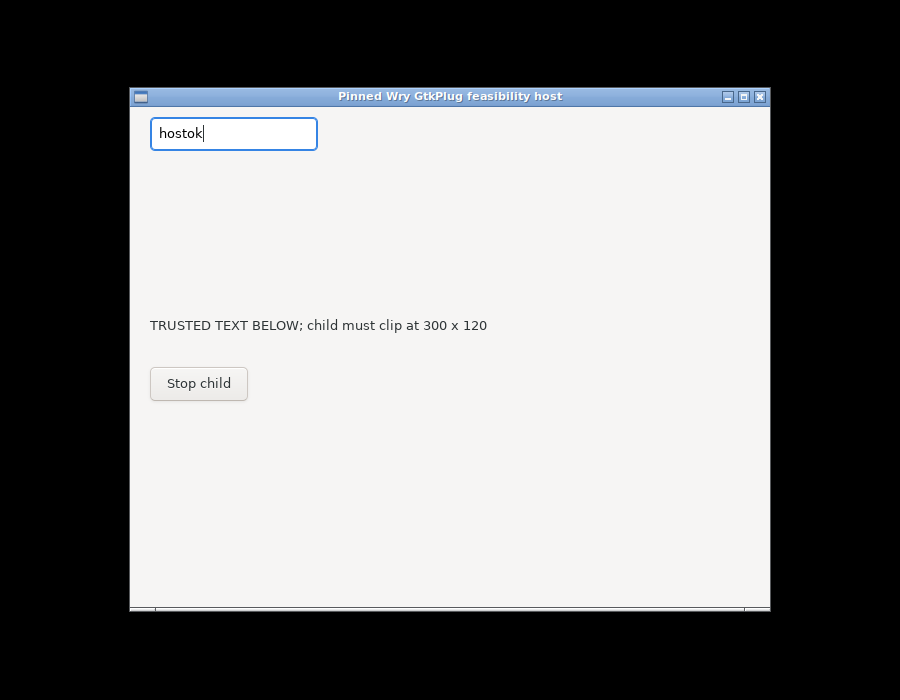 Pinned Wry GtkPlug feasibility host
hostok
TRUSTED TEXT BELOW; child must clip at 300 x 120
Stop child